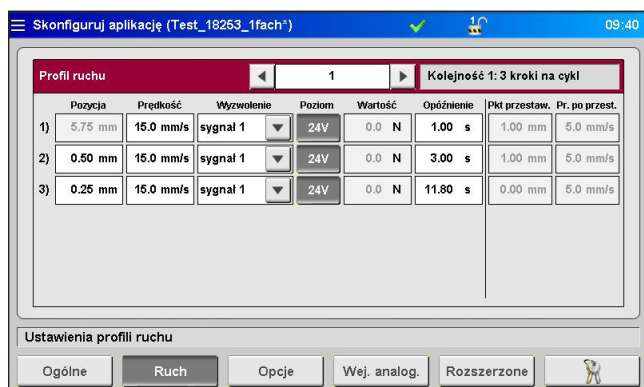 Skonfiguruj aplikację (Test_18253_1fach*) 1 09:40
Profil ruchu 1 Kolejność 1: 3 kroki na cykl
Pozycja Prędkość Wyzwolenie Poziom Wartość Opóźnienie Pkt przestaw. Pr. po przest.
1) 5.75 mm 15.0 mm/s sygnał 1 24V 0.0 N 1.00 s 1.00 mm 5.0 mm/s
2) 0.50 mm 15.0 mm/s sygnał 1 24V 0.0 N 3.00 s 1.00 mm 5.0 mm/s
3) 0.25 mm 15.0 mm/s sygnał 1 24V 0.0 N 11.80 s 0.00 mm 5.0 mm/s
Ustawienia profili ruchu
Ogólne Ruch Opcje Wej. analog. Rozszerzone